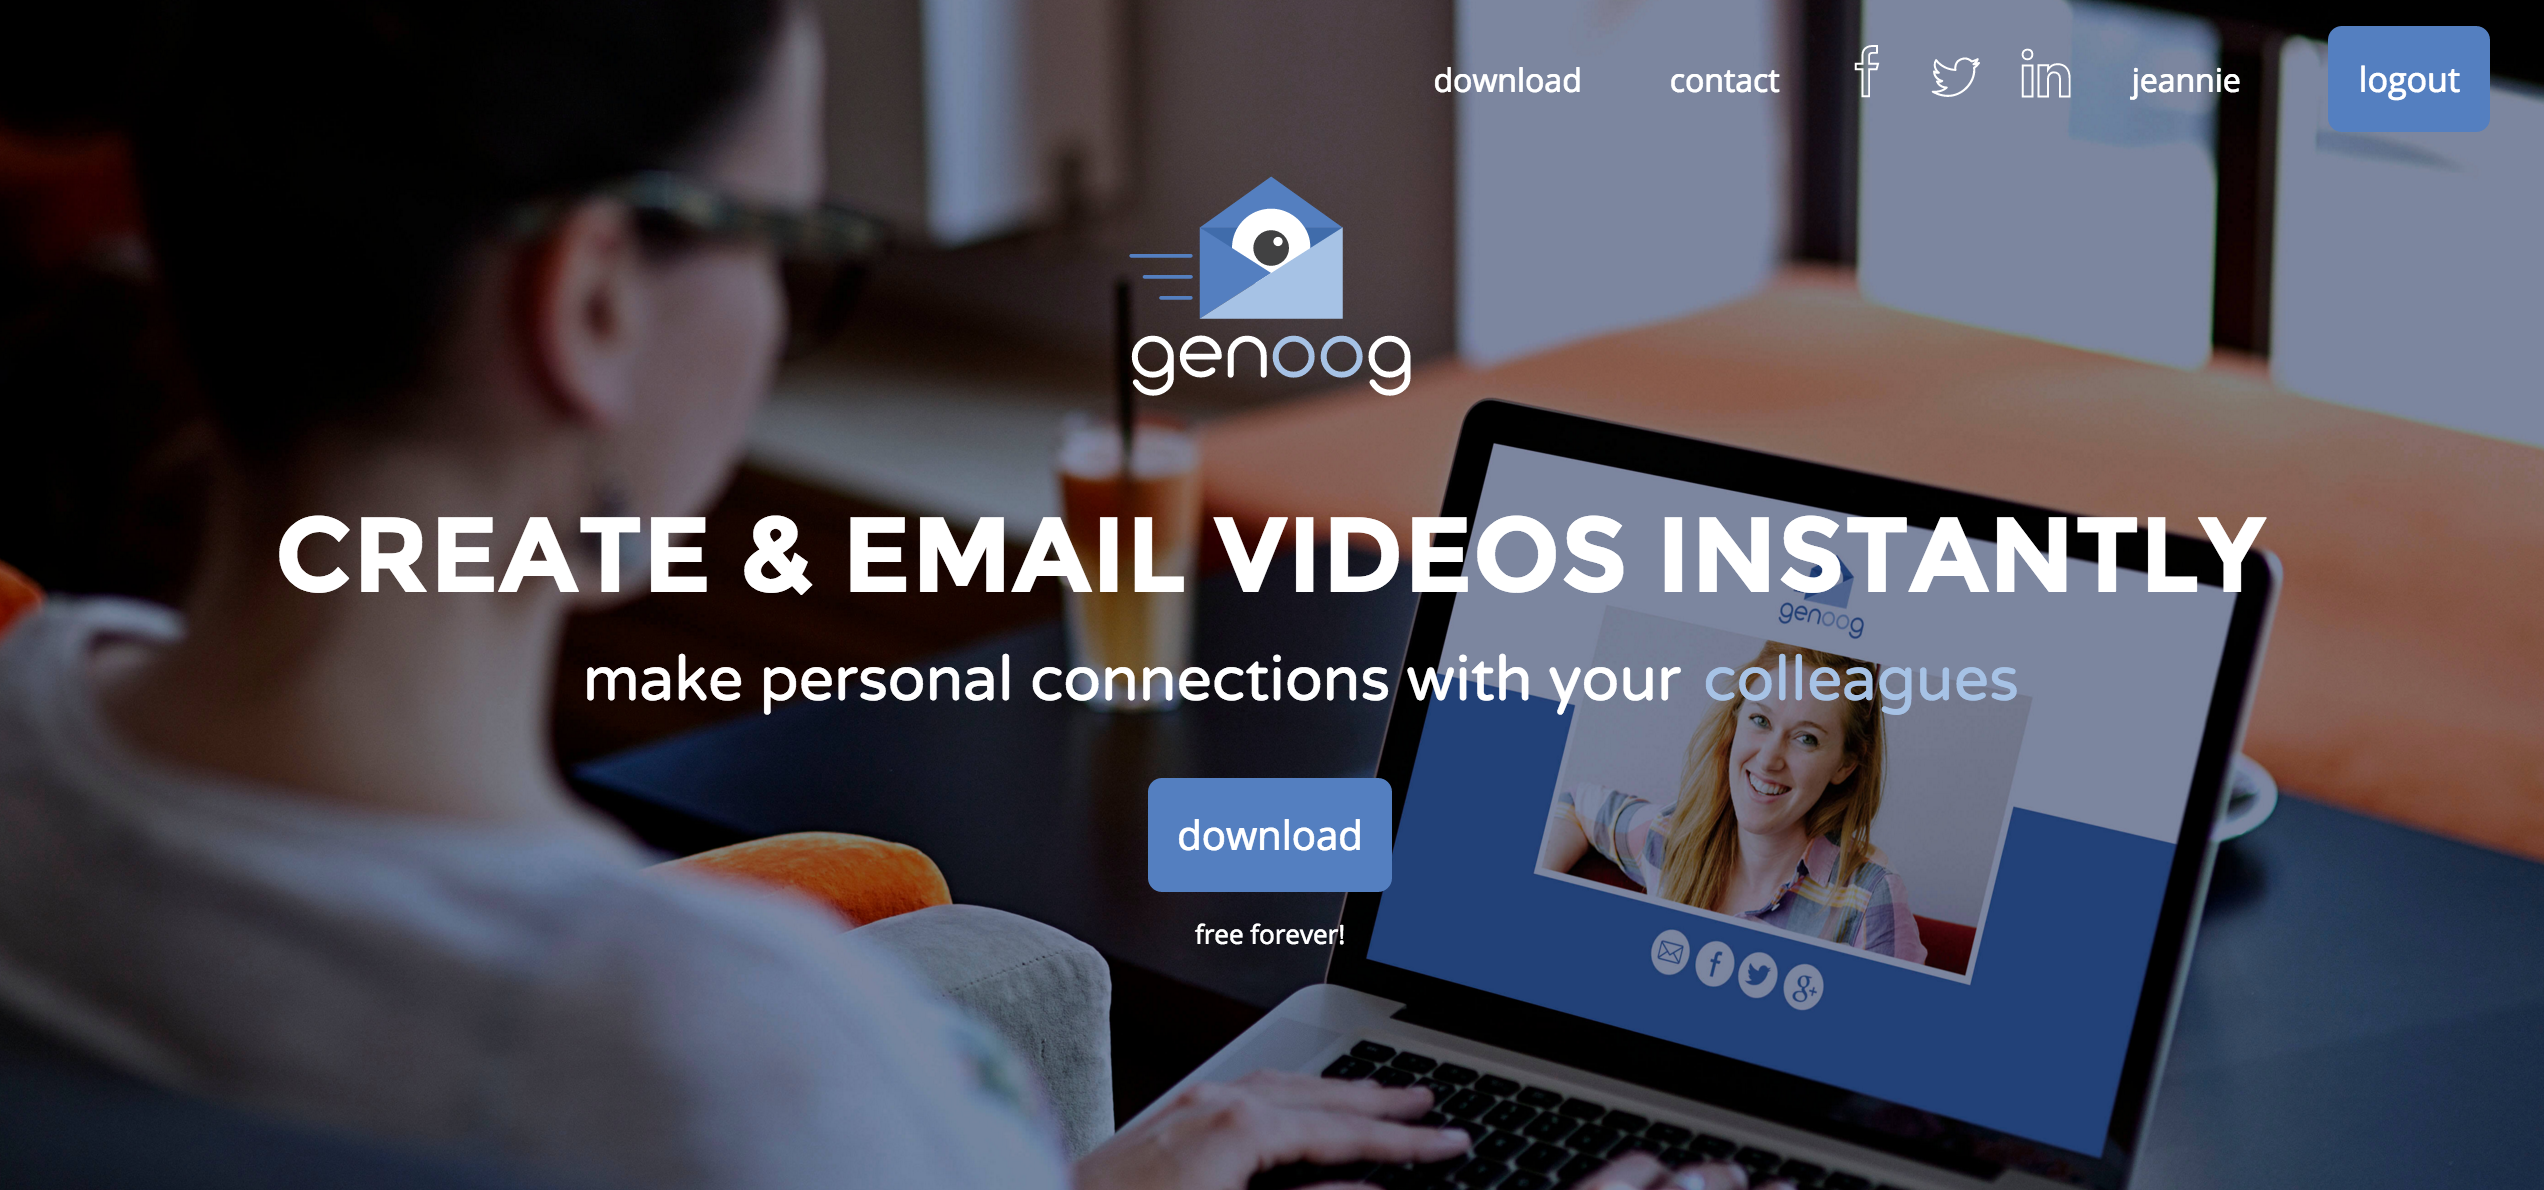 download contact jeannie logout
genoog
CREATE & EMAIL VIDEOS INSTANTLY
genoog
make personal connections with your colleagues
download
free forever!